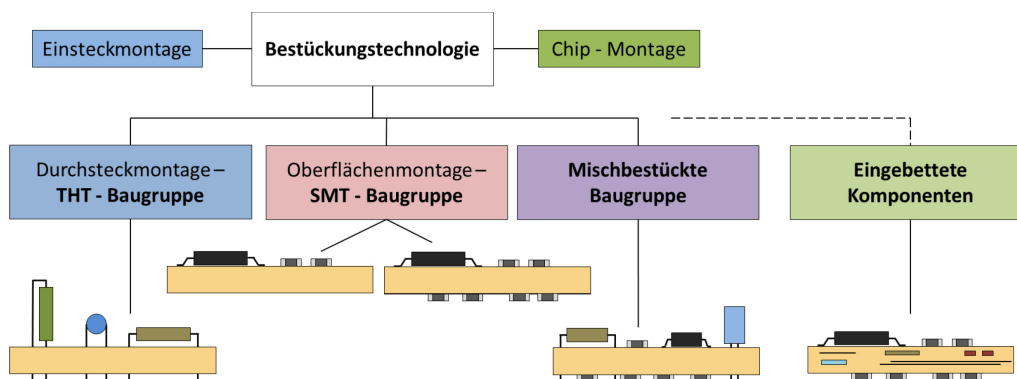 Einsteckmontage
Bestückungstechnologie
Chip - Montage
Durchsteckmontage –
THT - Baugruppe
Oberflächenmontage –
SMT - Baugruppe
Mischbestückte
Baugruppe
Eingebettete
Komponenten